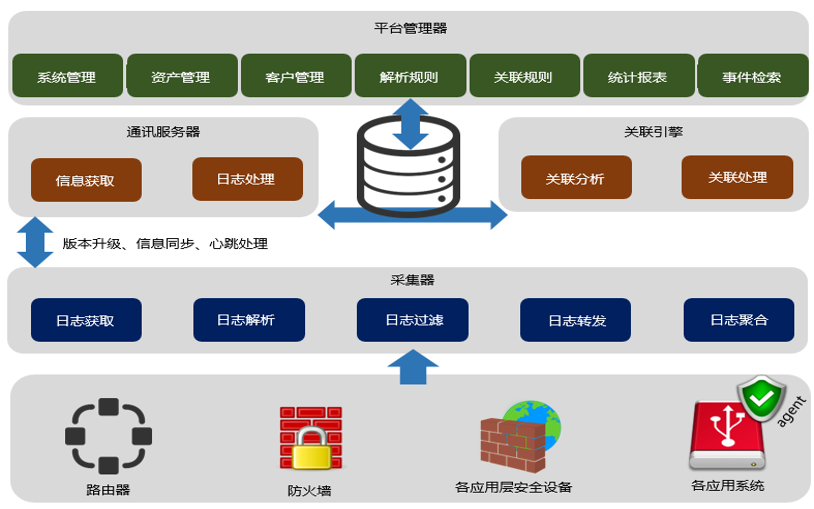 平台管理器
系统管理
资产管理
客户管理
解析规则
关联规则
统计报表
事件检索
通讯服务器
信息获取
日志处理
关联引擎
关联分析
关联处理
版本升级、信息同步、心跳处理
采集器
日志获取
日志解析
日志过滤
日志转发
日志聚合
路由器
防火墙
各应用层安全设备
各应用系统
agent